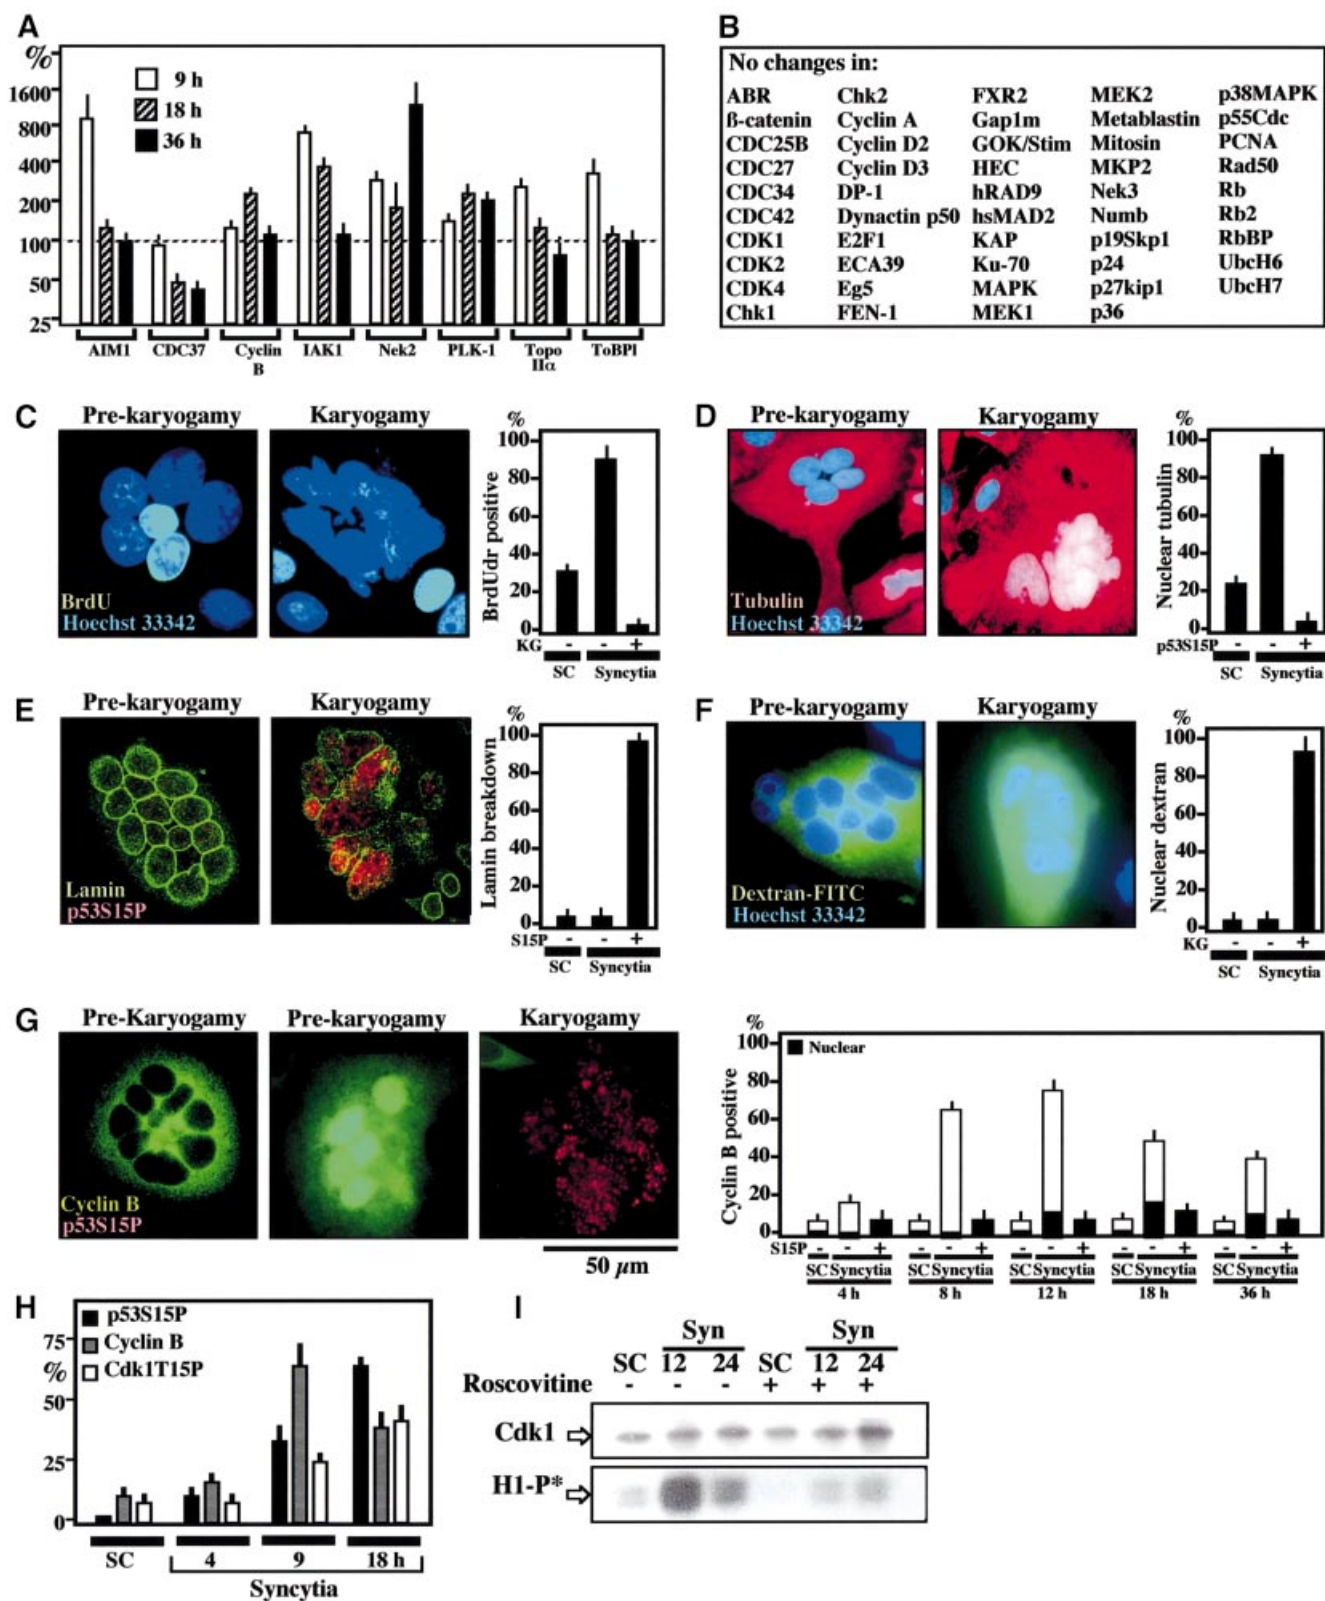 A
%
9 h
18 h
36 h
1600
800
400
200
100
50
25
AIM1 CDC37 Cyclin B IAK1 Nek2 PLK-1 Topo IIα ToBPI
B
No changes in:
ABR Chk2 FXR2 MEK2 p38MAPK
ß-catenin Cyclin A Gap1m Metablastin p55Cdc
CDC25B Cyclin D2 GOK/Stim Mitosin PCNA
CDC27 Cyclin D3 HEC MKP2 Rad50
CDC34 DP-1 hRAD9 Nek3 Rb
CDC42 Dynactin p50 hsMAD2 Numb Rb2
CDK1 E2F1 KAP p19Skp1 RbBP
CDK2 ECA39 Ku-70 p24 UbcH6
CDK4 Eg5 MAPK p27kip1 UbcH7
Chk1 FEN-1 MEK1 p36
C
Pre-karyogamy Karyogamy
BrdU
Hoechst 33342
%
BrdUdr positive
100
80
60
40
20
0
KG - - +
SC Syncytia
D
Pre-karyogamy Karyogamy
Tubulin
Hoechst 33342
%
Nuclear tubulin
100
80
60
40
20
0
p53S15P - - +
SC Syncytia
E
Pre-karyogamy Karyogamy
Lamin
p53S15P
%
Lamin breakdown
100
80
60
40
20
0
S15P - - +
SC Syncytia
F
Pre-karyogamy Karyogamy
Dextran-FITC
Hoechst 33342
%
Nuclear dextran
100
80
60
40
20
0
KG - - +
SC Syncytia
G
Pre-Karyogamy Pre-karyogamy Karyogamy
Cyclin B
p53S15P
50 µm
%
Nuclear
Cyclin B positive
100
80
60
40
20
0
S15P - - + - - + - - + - - + - - +
SC Syncytia SC Syncytia SC Syncytia SC Syncytia SC Syncytia
4 h 8 h 12 h 18 h 36 h
H
p53S15P
Cyclin B
Cdk1T15P
75
%
50
25
0
SC 4 9 18 h
Syncytia
I
Syn Syn
SC 12 24 SC 12 24
Roscovitine - - - + + +
Cdk1
H1-P*